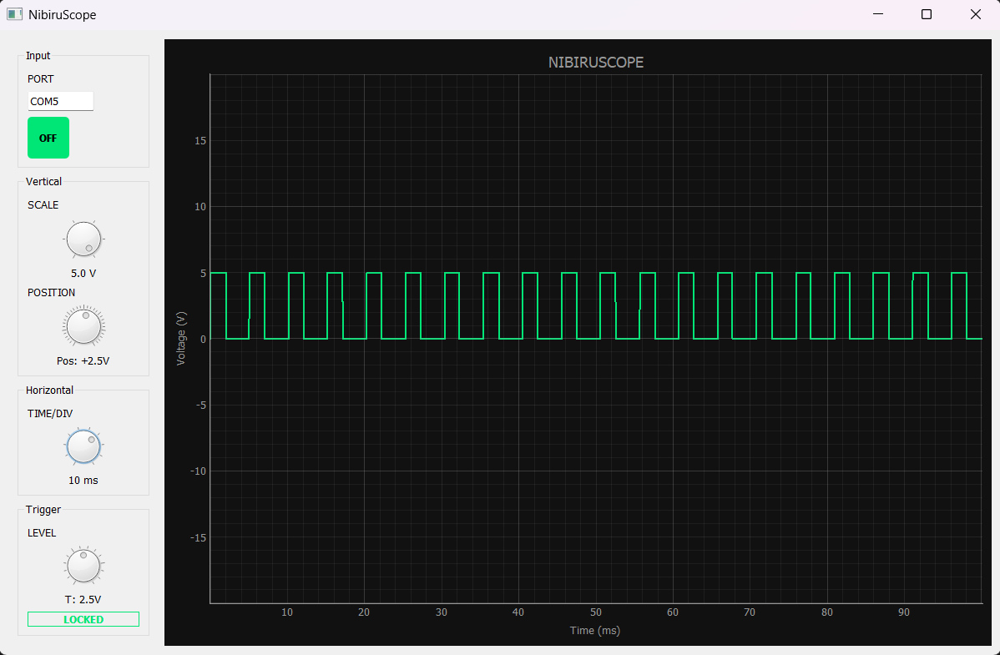 NibiruScope
Input
PORT
COM5
OFF
Vertical
SCALE
5.0 V
POSITION
Pos: +2.5V
Horizontal
TIME/DIV
10 ms
Trigger
LEVEL
T: 2.5V
LOCKED
NIBIRUSCOPE
15
10
5
0
-5
-10
-15
Voltage (V)
10 20 30 40 50 60 70 80 90
Time (ms)